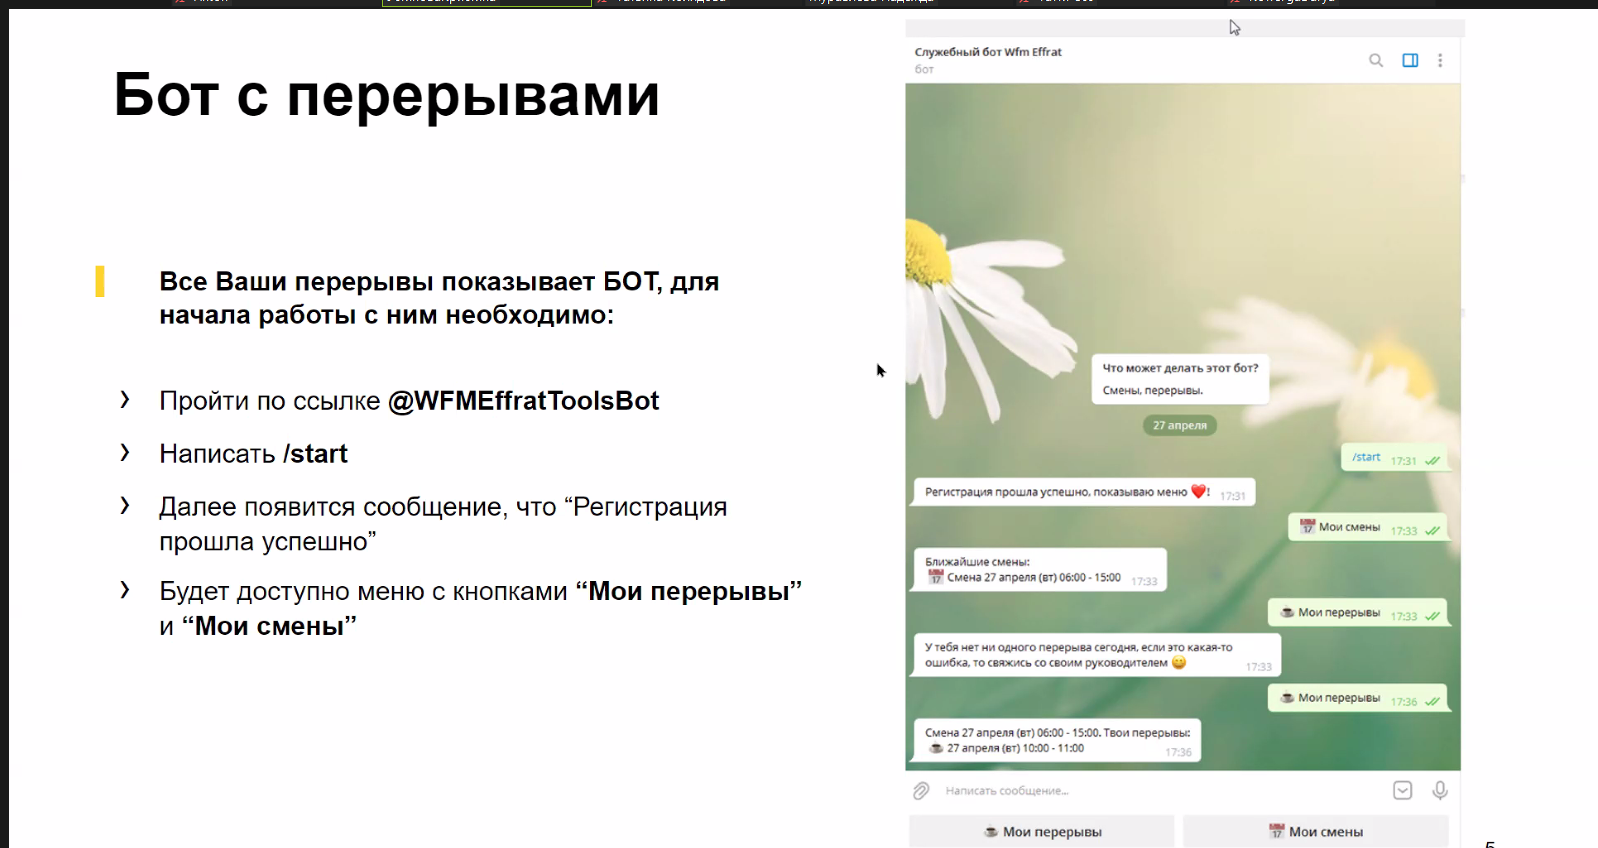 Бот с перерывами
Все Ваши перерывы показывает БОТ, для
начала работы с ним необходимо:
› Пройти по ссылке @WFMEffratToolsBot
› Написать /start
› Далее появится сообщение, что “Регистрация
прошла успешно”
› Будет доступно меню с кнопками “Мои перерывы”
и “Мои смены”
Служебный бот Wfm Effrat
бот
Что может делать этот бот?
Смены, перерывы.
27 апреля
/start 17:31
Регистрация прошла успешно, показываю меню ❤️! 17:31
📅 Мои смены 17:33
Ближайшие смены:
📅 Смена 27 апреля (вт) 06:00 - 15:00 17:33
☕ Мои перерывы 17:33
У тебя нет ни одного перерыва сегодня, если это какая-то
ошибка, то свяжись со своим руководителем 😀 17:33
☕ Мои перерывы 17:36
Смена 27 апреля (вт) 06:00 - 15:00. Твои перерывы:
☕ 27 апреля (вт) 10:00 - 11:00 17:36
Написать сообщение...
☕ Мои перерывы
📅 Мои смены